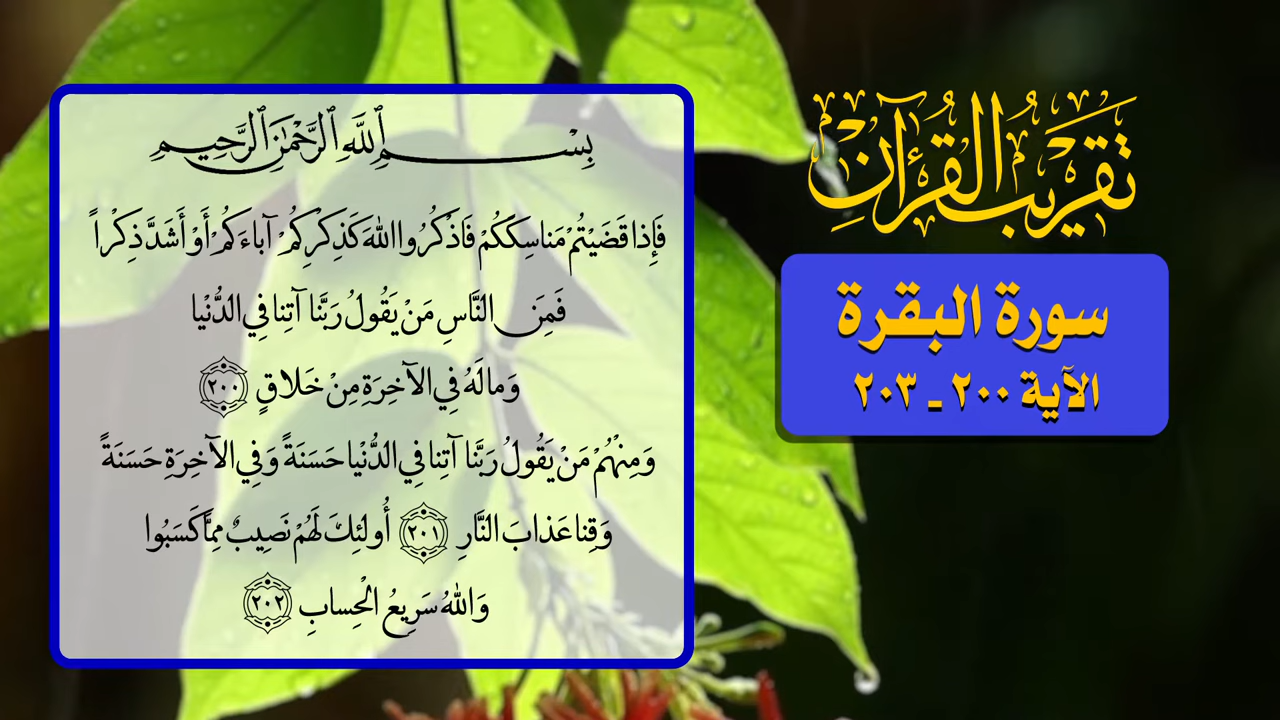 تقريب القرآن
سورة البقرة
الآية ٢٠٠ ـ ٢٠٣
بِسْمِ ٱللَّهِ ٱلرَّحْمَٰنِ ٱلرَّحِيمِ
فَإِذا قَضَيْتُمْ مَناسِكَكُمْ فَاذْكُرُوا اللهَ كَذِكْرِكُمْ آباءَكُمْ أَوْ أَشَدَّ ذِكْراً
فَمِنَ النَّاسِ مَنْ يَقُولُ رَبَّنا آتِنا فِي الدُّنْيا
وَما لَهُ فِي الآخِرَةِ مِنْ خَلاقٍ ﴿٢٠٠﴾
وَمِنْهُمْ مَنْ يَقُولُ رَبَّنا آتِنا فِي الدُّنْيا حَسَنَةً وَفِي الآخِرَةِ حَسَنَةً
وَقِنا عَذابَ النَّارِ ﴿٢٠١﴾ أُولئِكَ لَهُمْ نَصِيبٌ مِمَّا كَسَبُوا
وَاللهُ سَرِيعُ الْحِسابِ ﴿٢٠٢﴾